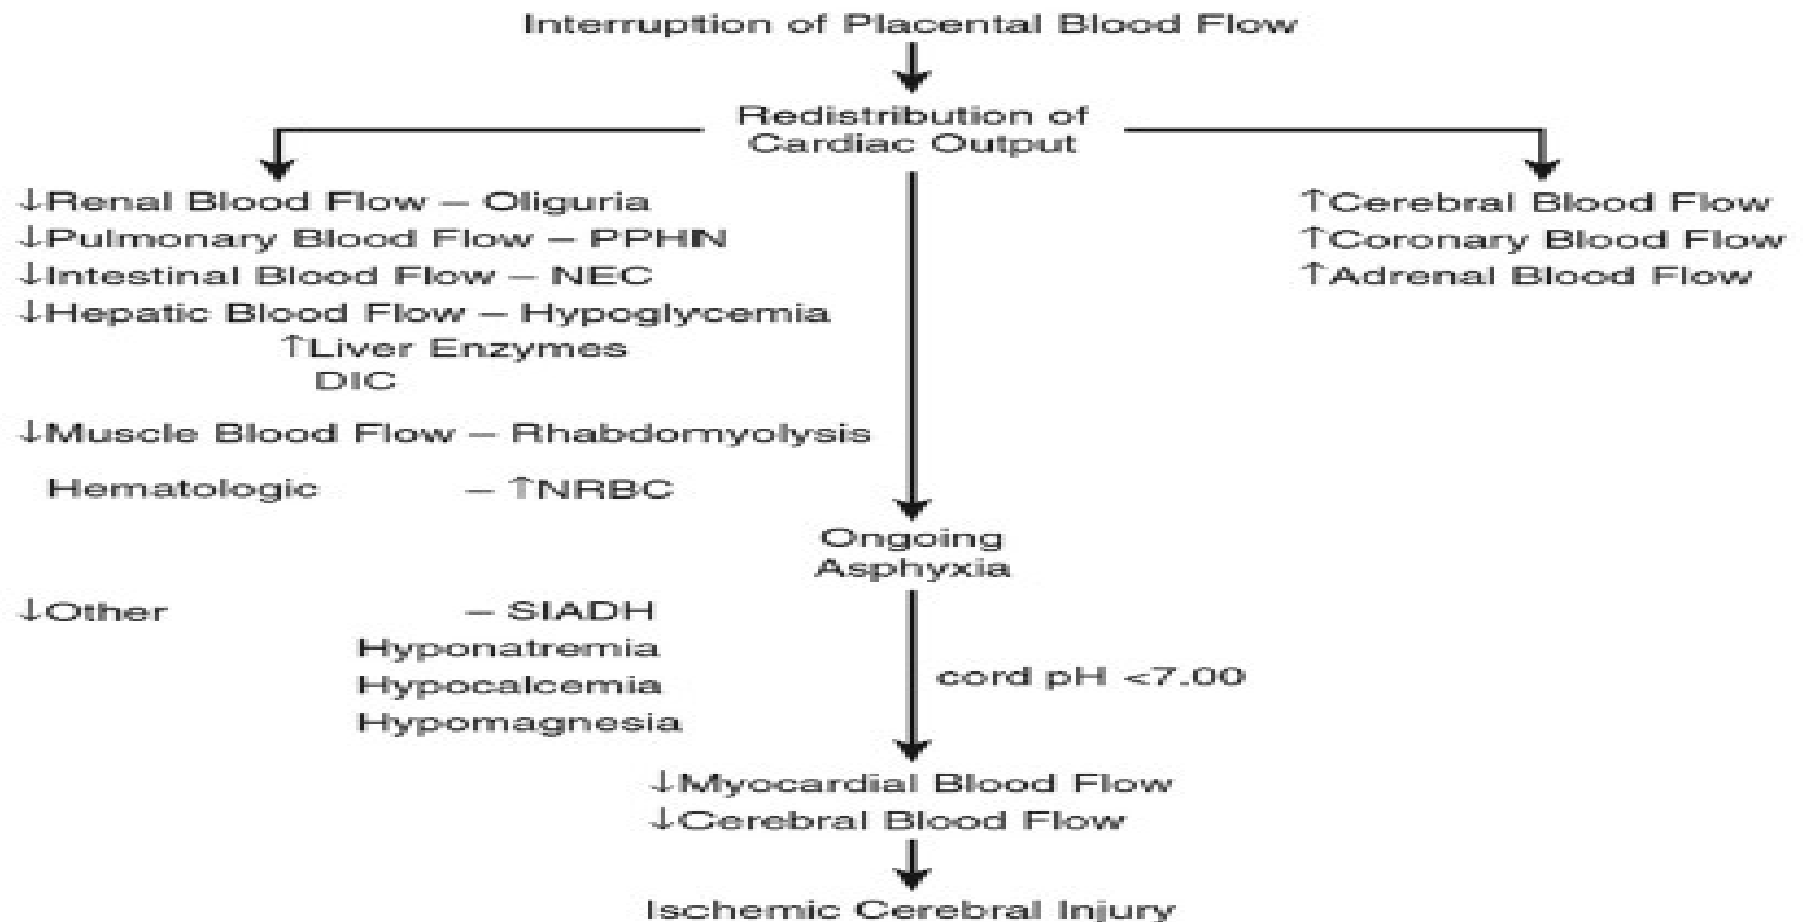 Interruption of Placental Blood Flow
Redistribution of
Cardiac Output
↓Renal Blood Flow – Oliguria
↓Pulmonary Blood Flow – PPHN
↓Intestinal Blood Flow – NEC
↓Hepatic Blood Flow – Hypoglycemia
↑Liver Enzymes
DIC
↓Muscle Blood Flow – Rhabdomyolysis
Hematologic – ↑NRBC
↑Cerebral Blood Flow
↑Coronary Blood Flow
↑Adrenal Blood Flow
Ongoing
Asphyxia
↓Other – SIADH
Hyponatremia
Hypocalcemia
Hypomagnesia
cord pH <7.00
↓Myocardial Blood Flow
↓Cerebral Blood Flow
Ischemic Cerebral Injury